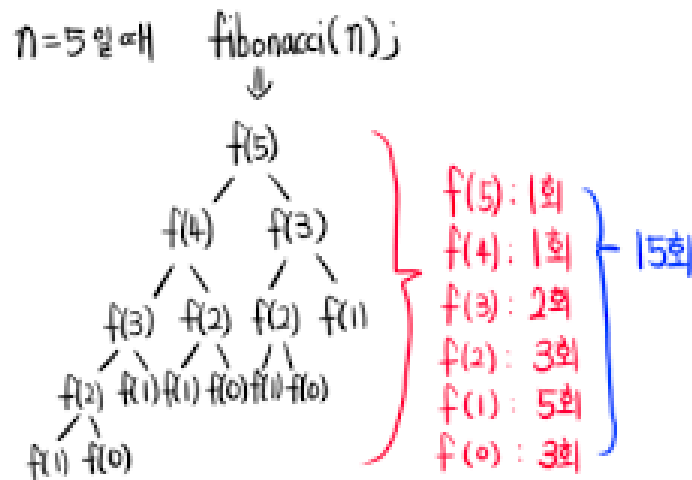 n=5일때 fibonacci(n);
f(5)
f(4) f(3)
f(3) f(2) f(2) f(1)
f(2) f(1) f(1) f(0) f(1) f(0)
f(1) f(0)
f(5): 1회
f(4): 1회
f(3): 2회
f(2): 3회
f(1): 5회
f(0): 3회
15회